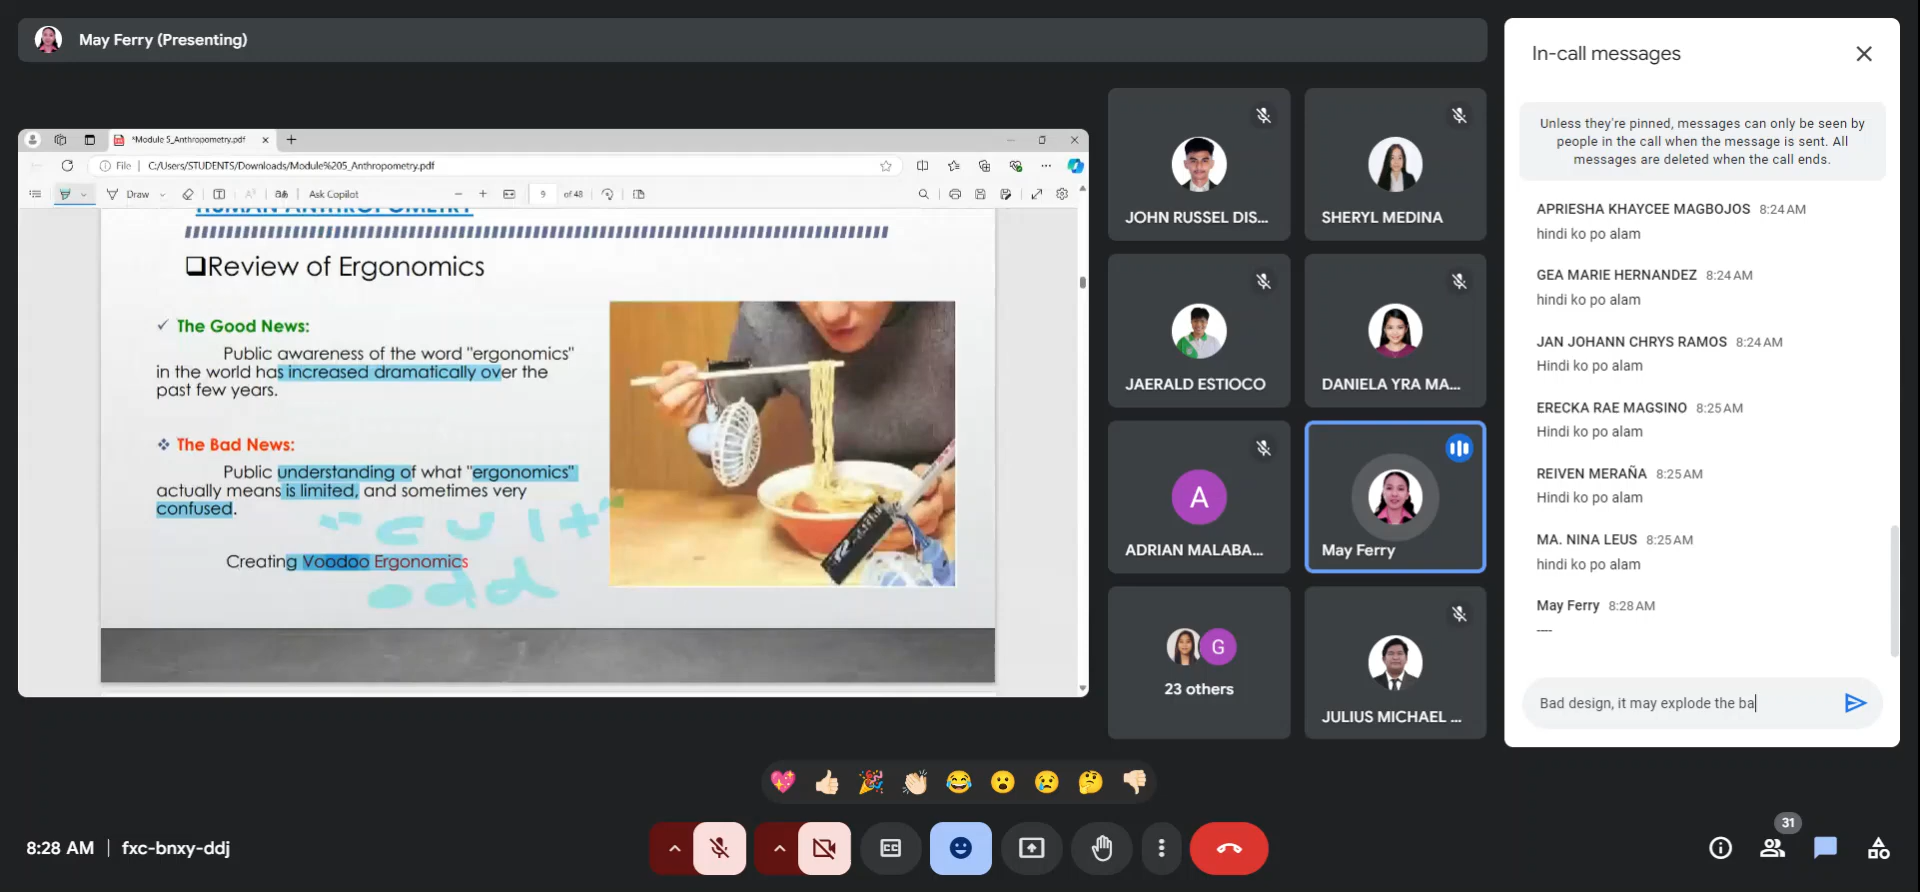 May Ferry (Presenting)
*Module 5_Anthropometry.pdf
File
C:/Users/STUDENTS/Downloads/Module%205_Anthropometry.pdf
Draw
Ask Copilot
9
of 48
HUMAN ANTHROPOMETRY
Review of Ergonomics
The Good News:
Public awareness of the word "ergonomics"
in the world has increased dramatically over the
past few years.
The Bad News:
Public understanding of what "ergonomics"
actually means is limited, and sometimes very
confused.
"cult"
Creating Voodoo Ergonomics
odd
JOHN RUSSEL DIS...
SHERYL MEDINA
JAERALD ESTIOCO
DANIELA YRA MA...
A
ADRIAN MALABA...
May Ferry
G
23 others
JULIUS MICHAEL ...
In-call messages
Unless they're pinned, messages can only be seen by
people in the call when the message is sent. All
messages are deleted when the call ends.
APRIESHA KHAYCEE MAGBOJOS 8:24 AM
hindi ko po alam
GEA MARIE HERNANDEZ 8:24 AM
hindi ko po alam
JAN JOHANN CHRYS RAMOS 8:24 AM
Hindi ko po alam
ERECKA RAE MAGSINO 8:25 AM
Hindi ko po alam
REIVEN MERAÑA 8:25 AM
Hindi ko po alam
MA. NINA LEUS 8:25 AM
hindi ko po alam
May Ferry 8:28 AM
----
Bad design, it may explode the ba
8:28 AM
fxc-bnxy-ddj
31